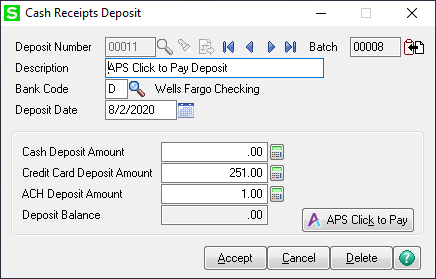 S Cash Receipts Deposit
Deposit Number 00011 Batch 00008
Description APS Click to Pay Deposit
Bank Code D Wells Fargo Checking
Deposit Date 8/2/2020
Cash Deposit Amount .00
Credit Card Deposit Amount 251.00
ACH Deposit Amount 1.00
Deposit Balance .00
APS Click to Pay
Accept Cancel Delete ?